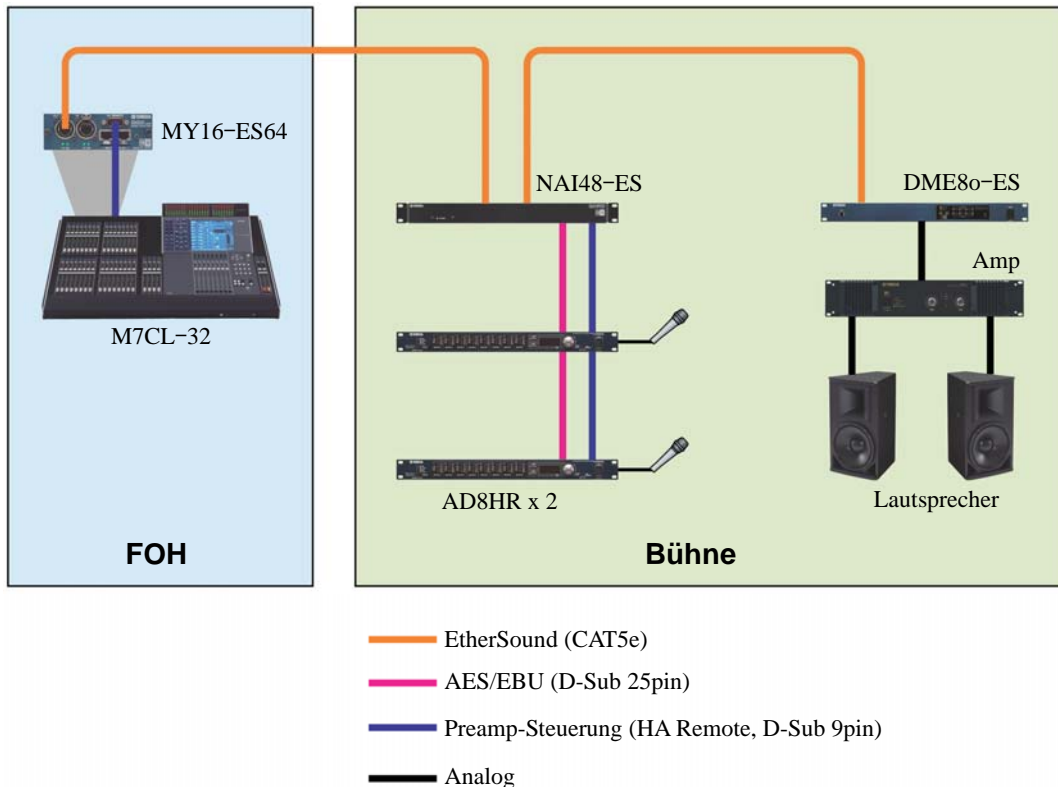 MY16-ES64
NAI48-ES
DME8o-ES
Amp
M7CL-32
AD8HR x 2
Lautsprecher
FOH
Bühne
EtherSound (CAT5e)
AES/EBU (D-Sub 25pin)
Preamp-Steuerung (HA Remote, D-Sub 9pin)
Analog